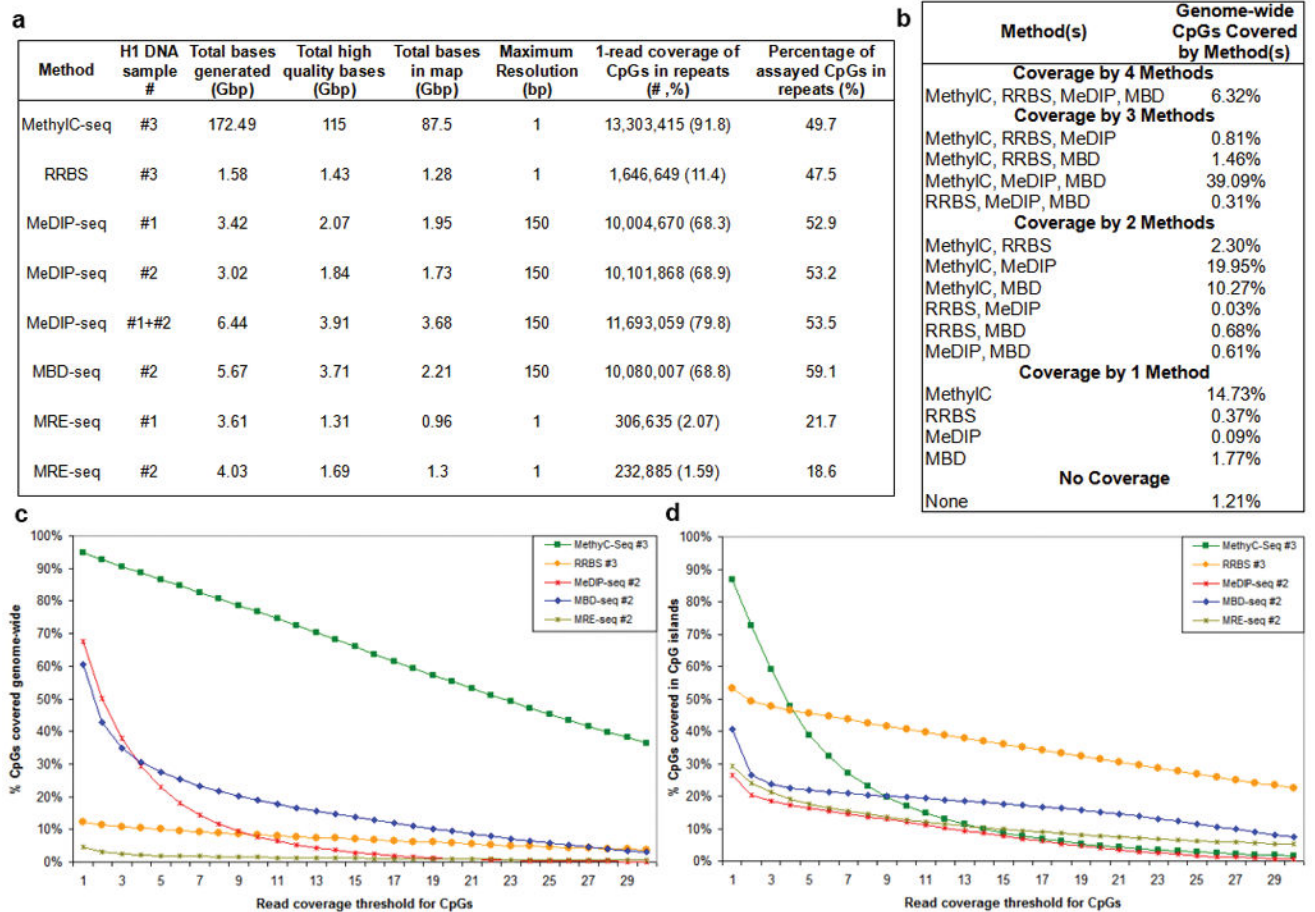 a
Method H1 DNA sample # Total bases generated (Gbp) Total high quality bases (Gbp) Total bases in map (Gbp) Maximum Resolution (bp) 1-read coverage of CpGs in repeats (# ,%) Percentage of assayed CpGs in repeats (%)
MethylC-seq #3 172.49 115 87.5 1 13,303,415 (91.8) 49.7
RRBS #3 1.58 1.43 1.28 1 1,646,649 (11.4) 47.5
MeDIP-seq #1 3.42 2.07 1.95 150 10,004,670 (68.3) 52.9
MeDIP-seq #2 3.02 1.84 1.73 150 10,101,868 (68.9) 53.2
MeDIP-seq #1+#2 6.44 3.91 3.68 150 11,693,059 (79.8) 53.5
MBD-seq #2 5.67 3.71 2.21 150 10,080,007 (68.8) 59.1
MRE-seq #1 3.61 1.31 0.96 1 306,635 (2.07) 21.7
MRE-seq #2 4.03 1.69 1.3 1 232,885 (1.59) 18.6
b
Method(s) Genome-wide CpGs Covered by Method(s)
Coverage by 4 Methods
MethylC, RRBS, MeDIP, MBD 6.32%
Coverage by 3 Methods
MethylC, RRBS, MeDIP 0.81%
MethylC, RRBS, MBD 1.46%
MethylC, MeDIP, MBD 39.09%
RRBS, MeDIP, MBD 0.31%
Coverage by 2 Methods
MethylC, RRBS 2.30%
MethylC, MeDIP 19.95%
MethylC, MBD 10.27%
RRBS, MeDIP 0.03%
RRBS, MBD 0.68%
MeDIP, MBD 0.61%
Coverage by 1 Method
MethylC 14.73%
RRBS 0.37%
MeDIP 0.09%
MBD 1.77%
No Coverage
None 1.21%
c
% CpGs covered genome-wide
100%
90%
80%
70%
60%
50%
40%
30%
20%
10%
0%
1 3 5 7 9 11 13 15 17 19 21 23 25 27 29
Read coverage threshold for CpGs
MethyC-Seq #3
RRBS #3
MeDIP-seq #2
MBD-seq #2
MRE-seq #2
d
% CpGs covered in CpG islands
100%
90%
80%
70%
60%
50%
40%
30%
20%
10%
0%
1 3 5 7 9 11 13 15 17 19 21 23 25 27 29
Read coverage threshold for CpGs
MethyC-Seq #3
RRBS #3
MeDIP-seq #2
MBD-seq #2
MRE-seq #2